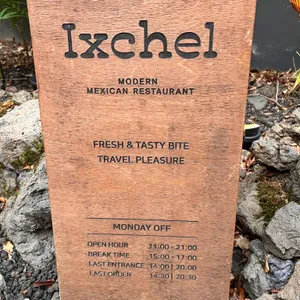 Ixchel
MODERN
MEXICAN RESTAURANT
FRESH & TASTY BITE
TRAVEL PLEASURE
MONDAY OFF
OPEN HOUR 11:00 - 21:00
BREAK TIME 15:00 - 17:00
LAST ENTRANCE 14:00 | 20:00
LAST ORDER 14:30 | 20:30